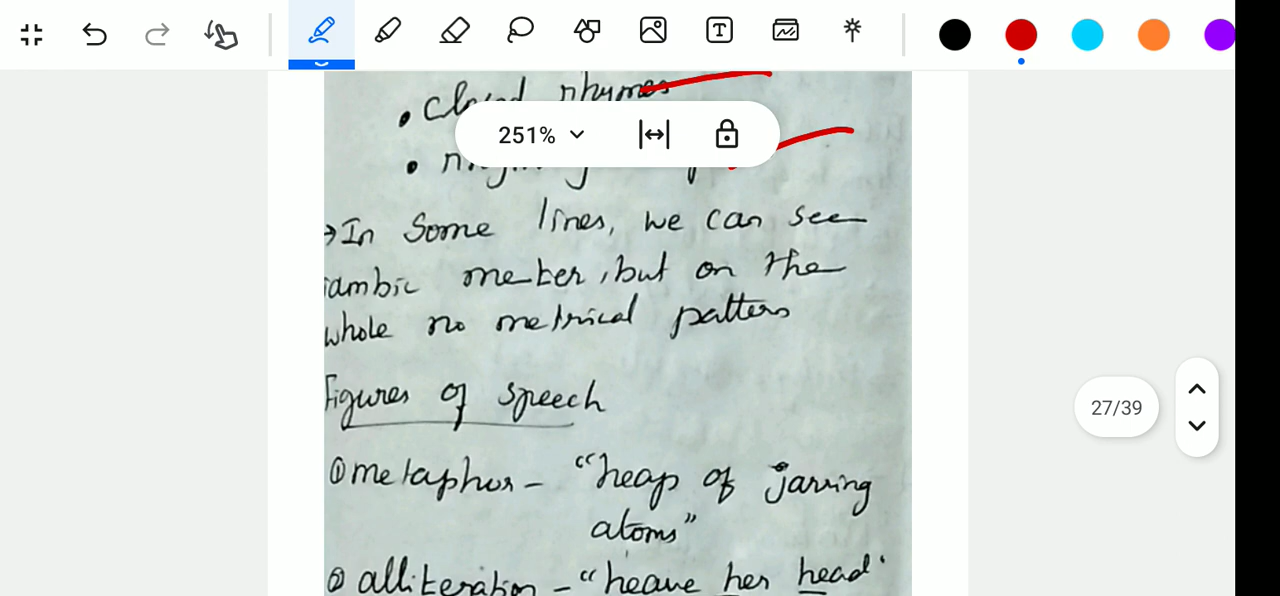 • closed rhymes
251%
•
→In Some lines, we can see
iambic meter, but on the
whole no metrical pattern
Figures of speech
27/39
① metaphor – "heap of jarring
atoms"
② alliteration – "heave her head"